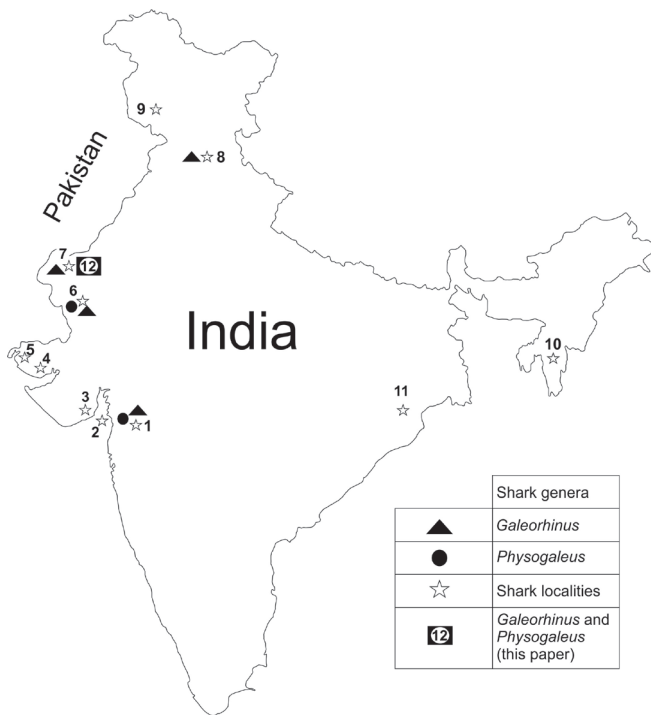 9
8
Pakistan
7
12
6
India
5
4
10
3
11
2
1
Shark genera
Galeorhinus
Physogaleus
Shark localities
12
Galeorhinus and
Physogaleus
(this paper)